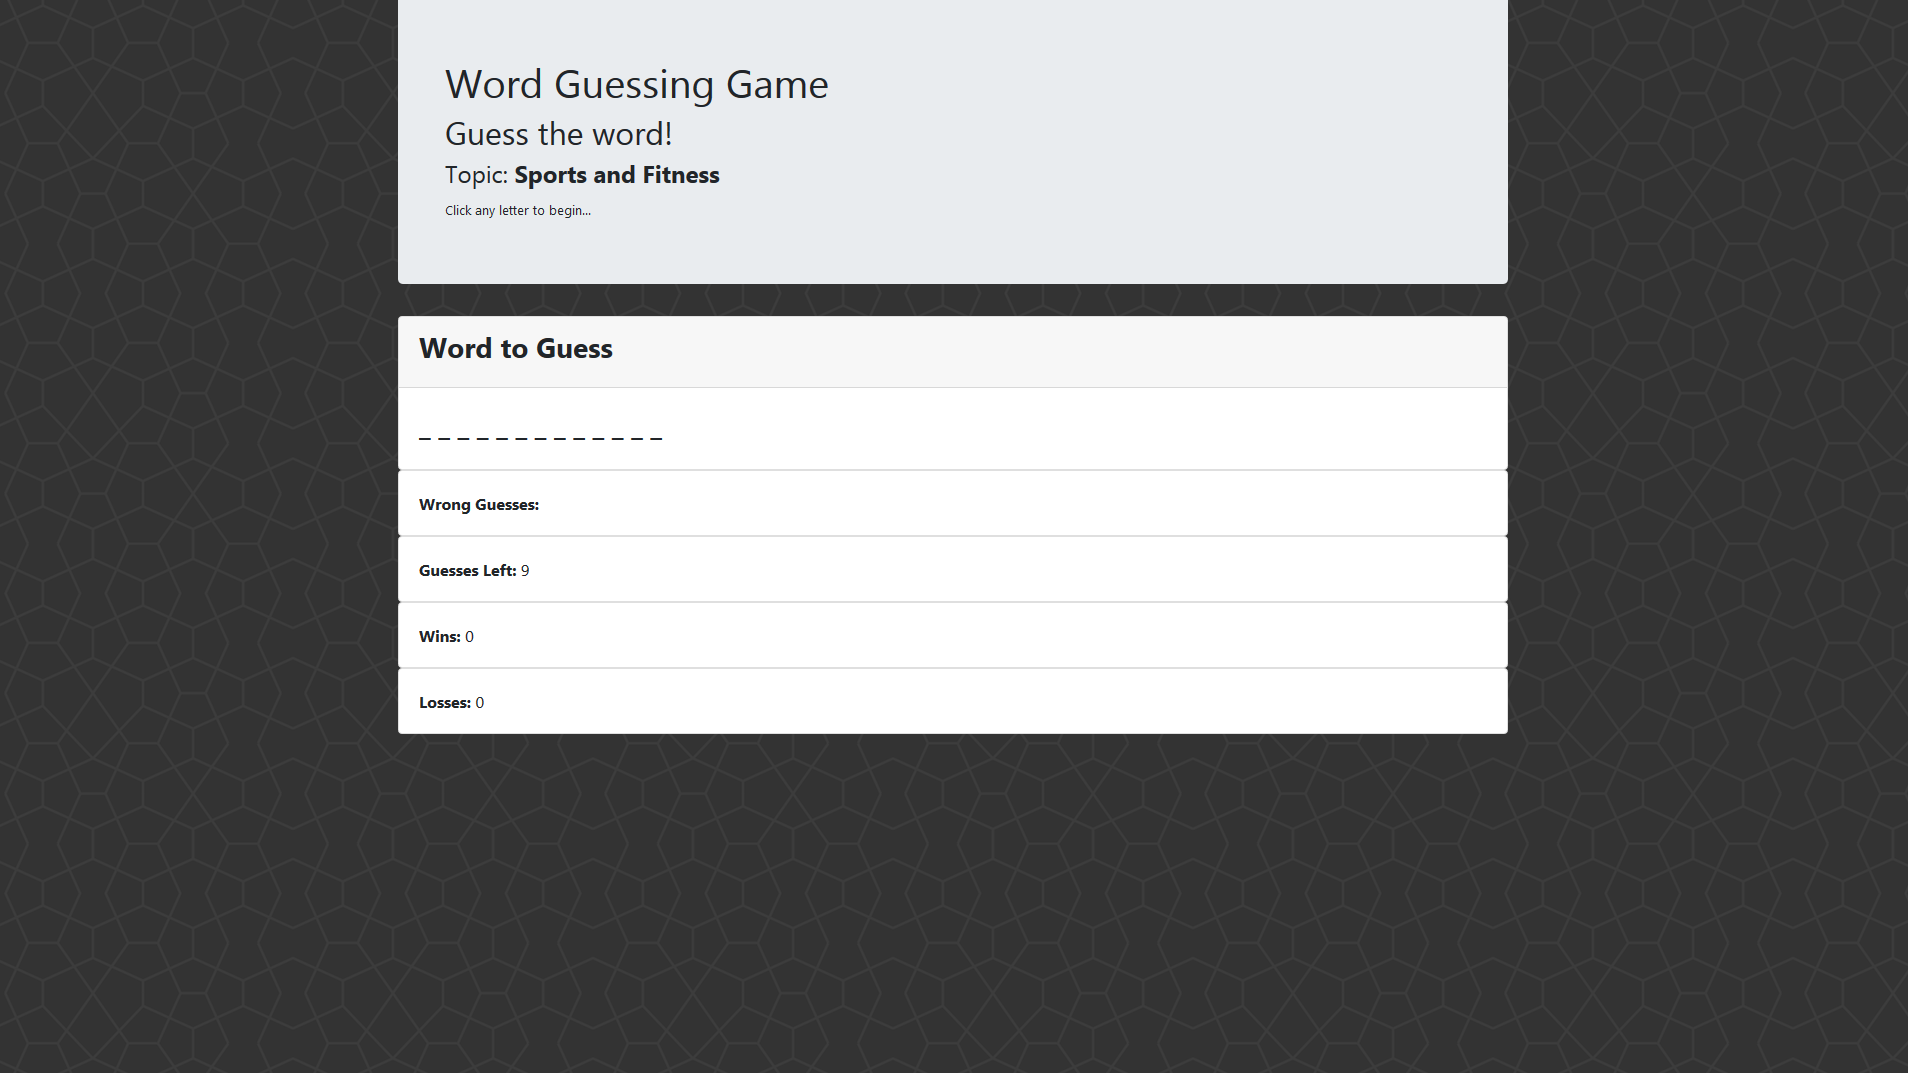 Word Guessing Game
Guess the word!
Topic: Sports and Fitness
Click any letter to begin...
Word to Guess
_ _ _ _ _ _ _ _ _ _ _ _ _
Wrong Guesses:
Guesses Left: 9
Wins: 0
Losses: 0